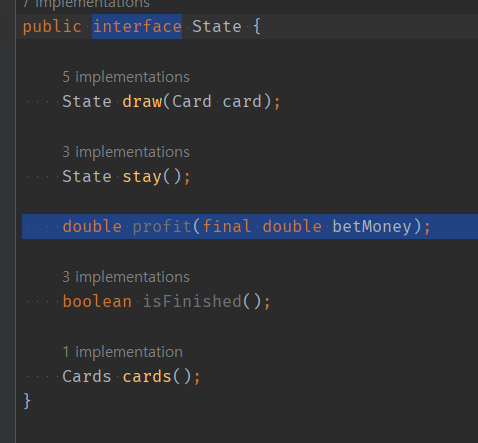 7 implementations
public interface State {
5 implementations
State draw(Card card);
3 implementations
State stay();
double profit(final double betMoney);
3 implementations
boolean isFinished();
1 implementation
Cards cards();
}